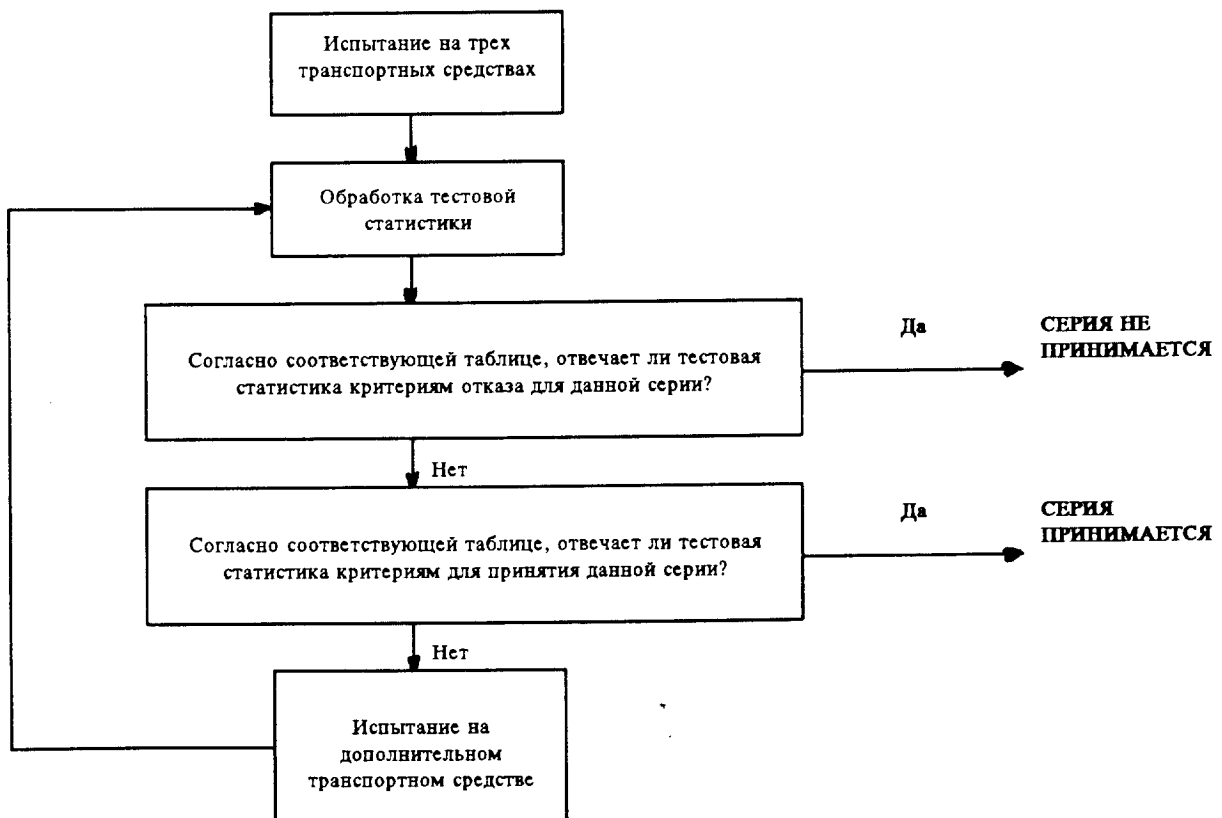 Испытание на трех
транспортных средствах
Обработка тестовой
статистики
Согласно соответствующей таблице, отвечает ли тестовая
статистика критериям отказа для данной серии?
Да
СЕРИЯ НЕ
ПРИНИМАЕТСЯ
Нет
Согласно соответствующей таблице, отвечает ли тестовая
статистика критериям для принятия данной серии?
Да
СЕРИЯ
ПРИНИМАЕТСЯ
Нет
Испытание на
дополнительном
транспортном средстве